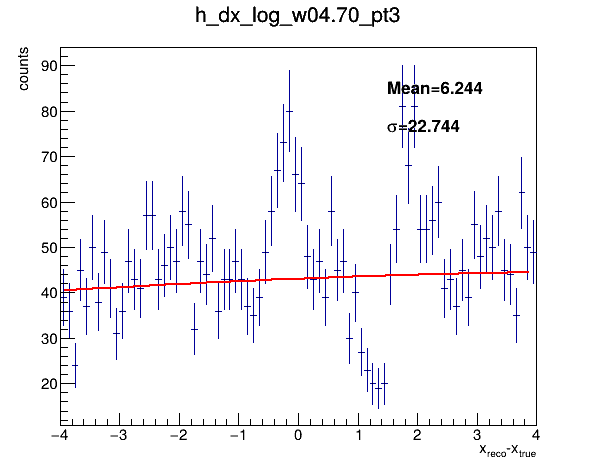 h_dx_log_w04.70_pt3
counts
90
80
70
60
50
40
30
20
Mean=6.244
σ=22.744
−4 −3 −2 −1 0 1 2 3 4
x_reco-x_true